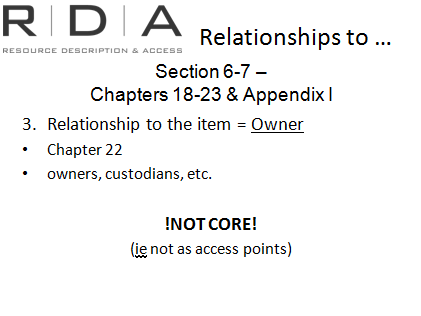 R | D | A
RESOURCE DESCRIPTION & ACCESS
Relationships to ...
Section 6-7 –
Chapters 18-23 & Appendix I
3. Relationship to the item = Owner
• Chapter 22
• owners, custodians, etc.
!NOT CORE!
(ie not as access points)